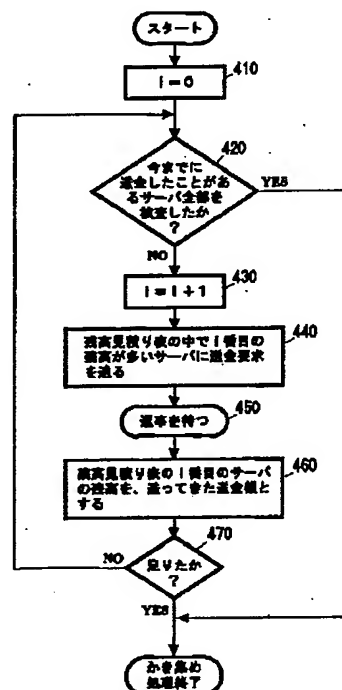 スタート
i=0
410
今までに
送金したことがあ
るサーバ全部を
検査したか
?
420
YES
NO
i=i+1
430
残高見積り表の中でi番目の
残高が多いサーバに送金要求
を送る
440
返事を待つ
450
残高見積り表のi番目のサーバ
の残高を、送ってきた送金額と
する
460
足りたか
?
470
NO
YES
かき集め
処理終了